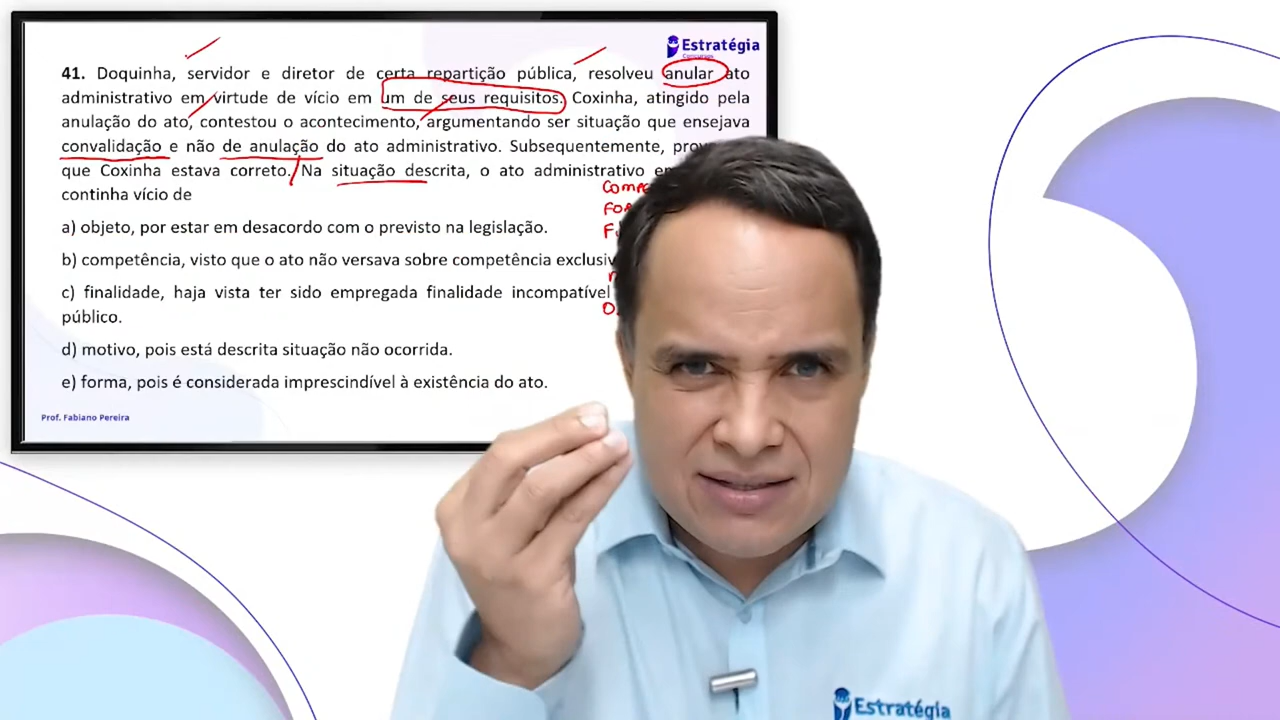 Estratégia
Concursos
41. Doquinha, servidor e diretor de certa repartição pública, resolveu anular ato
administrativo em virtude de vício em um de seus requisitos. Coxinha, atingido pela
anulação do ato, contestou o acontecimento, argumentando ser situação que ensejava
convalidação e não de anulação do ato administrativo. Subsequentemente,
que Coxinha estava correto. Na situação descrita, o ato administrativo
continha vício de
a) objeto, por estar em desacordo com o previsto na legislação.
b) competência, visto que o ato não versava sobre competência
c) finalidade, haja vista ter sido empregada finalidade incompatível
público.
d) motivo, pois está descrita situação não ocorrida.
e) forma, pois é considerada imprescindível à existência do ato.
Prof. Fabiano Pereira
Estratégia